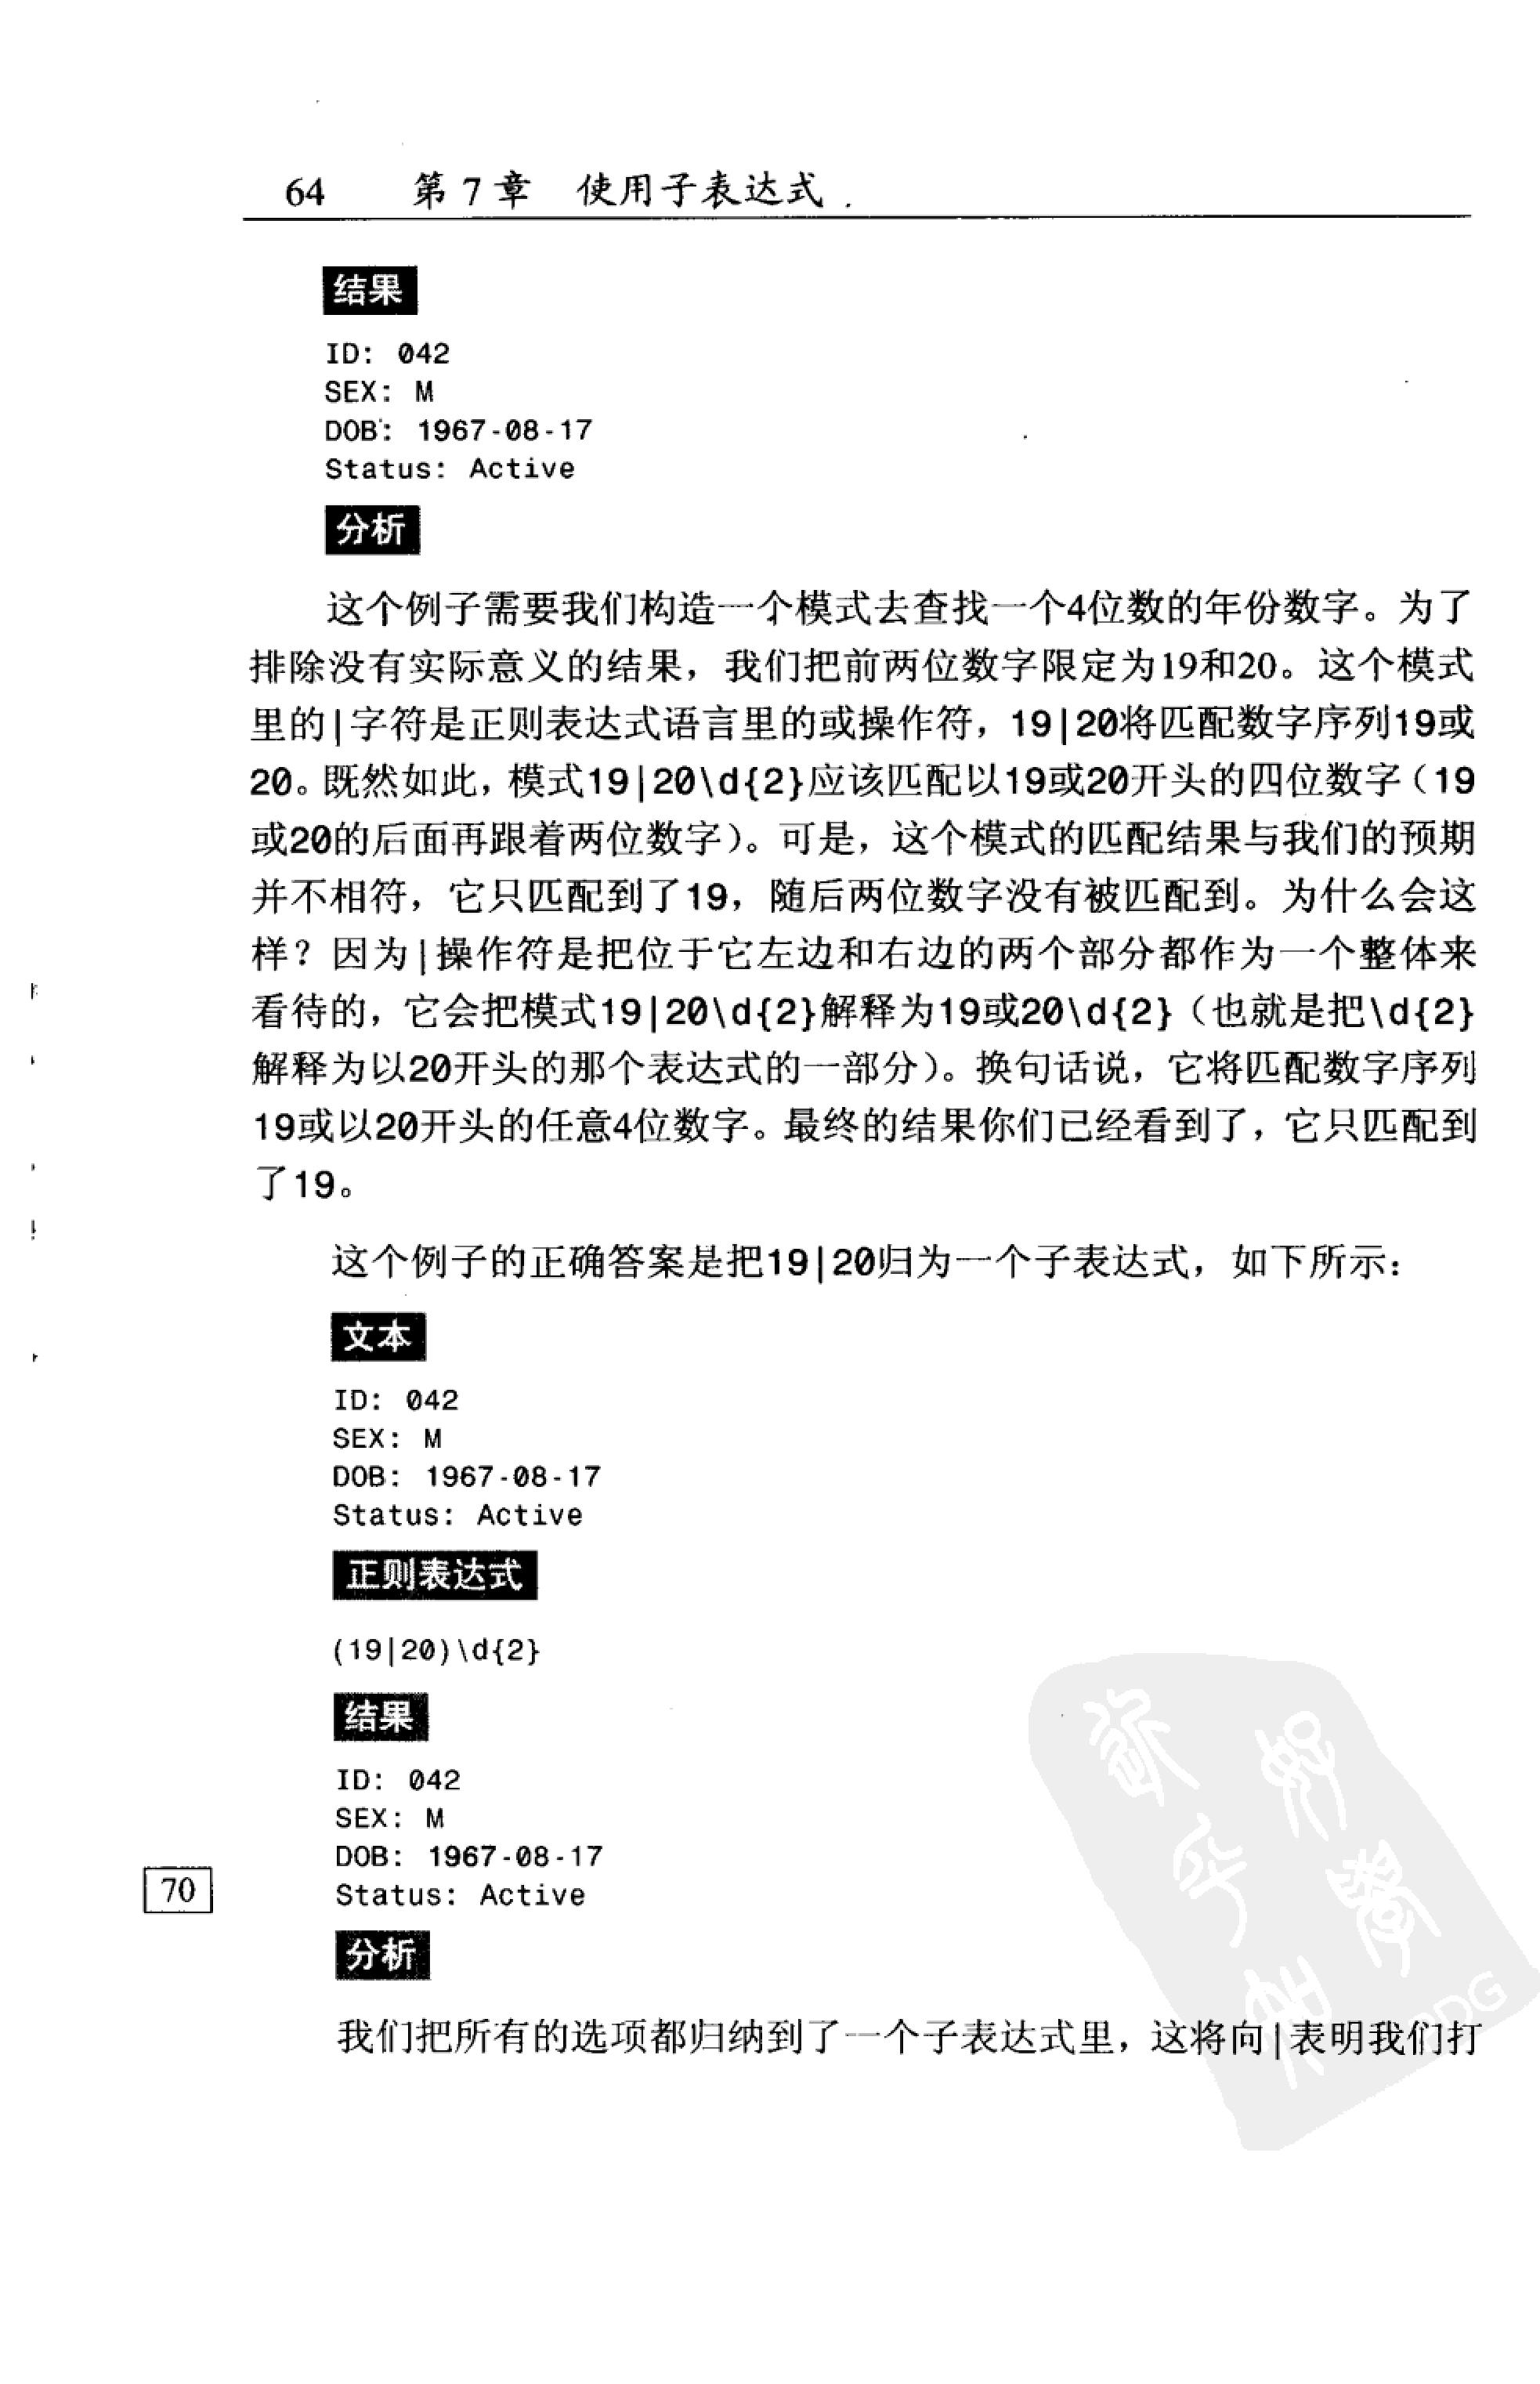 64 第 7 章 使用子表达式
结果
ID: 042
SEX: M
DOB: 1967-08-17
Status: Active
分析
这个例子需要我们构造一个模式去查找一个4位数的年份数字。为了
排除没有实际意义的结果，我们把前两位数字限定为19和20。这个模式
里的|字符是正则表达式语言里的或操作符，19|20将匹配数字序列19或
20。既然如此，模式19|20\d{2}应该匹配以19或20开头的四位数字（19
或20的后面再跟着两位数字）。可是，这个模式的匹配结果与我们的预期
并不相符，它只匹配到了19，随后两位数字没有被匹配到。为什么会这
样？因为|操作符是把位于它左边和右边的两个部分都作为一个整体来
看待的，它会把模式19|20\d{2}解释为19或20\d{2}（也就是把\d{2}
解释为以20开头的那个表达式的一部分）。换句话说，它将匹配数字序列
19或以20开头的任意4位数字。最终的结果你们已经看到了，它只匹配到
了19。
这个例子的正确答案是把19|20归为一个子表达式，如下所示：
文本
ID: 042
SEX: M
DOB: 1967-08-17
Status: Active
正则表达式
(19|20)\d{2}
结果
ID: 042
SEX: M
DOB: 1967-08-17
70
Status: Active
分析
我们把所有的选项都归纳到了一个子表达式里，这将向|表明我们打
PDG